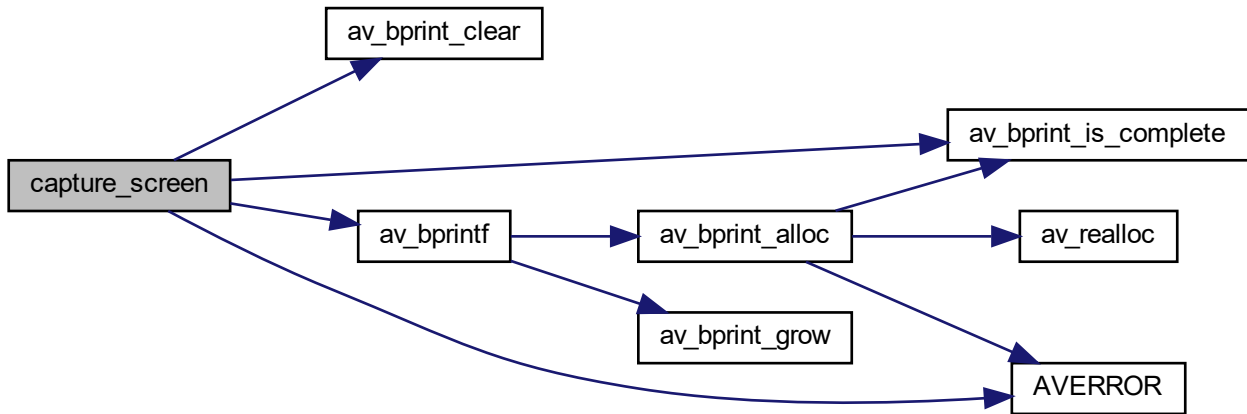 av_bprint_clear
av_bprint_is_complete
capture_screen
av_bprintf
av_bprint_alloc
av_realloc
av_bprint_grow
AVERROR